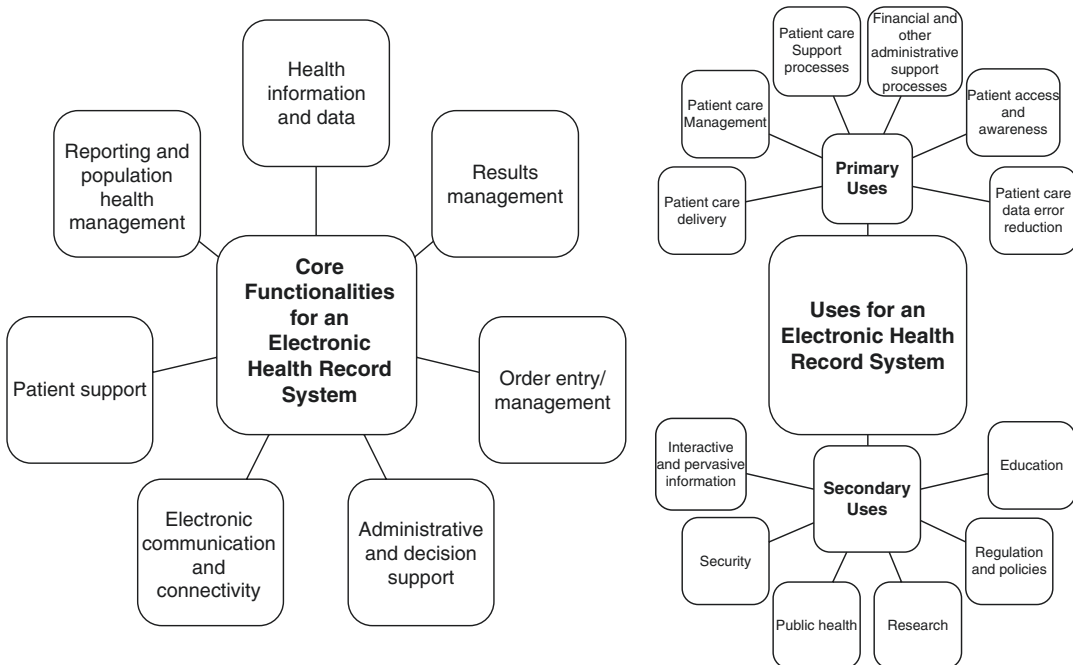 Health
information
and data
Results
management
Order entry/
management
Administrative
and decision
support
Electronic
communication
and
connectivity
Patient support
Reporting and
population
health
management
Core
Functionalities
for an
Electronic
Health Record
System
Patient care
Support
processes
Financial and
other
administrative
support
processes
Patient care
Management
Patient access
and
awareness
Patient care
delivery
Primary
Uses
Patient care
data error
reduction
Uses for an
Electronic Health
Record System
Interactive
and pervasive
information
Secondary
Uses
Education
Security
Regulation
and policies
Public health
Research